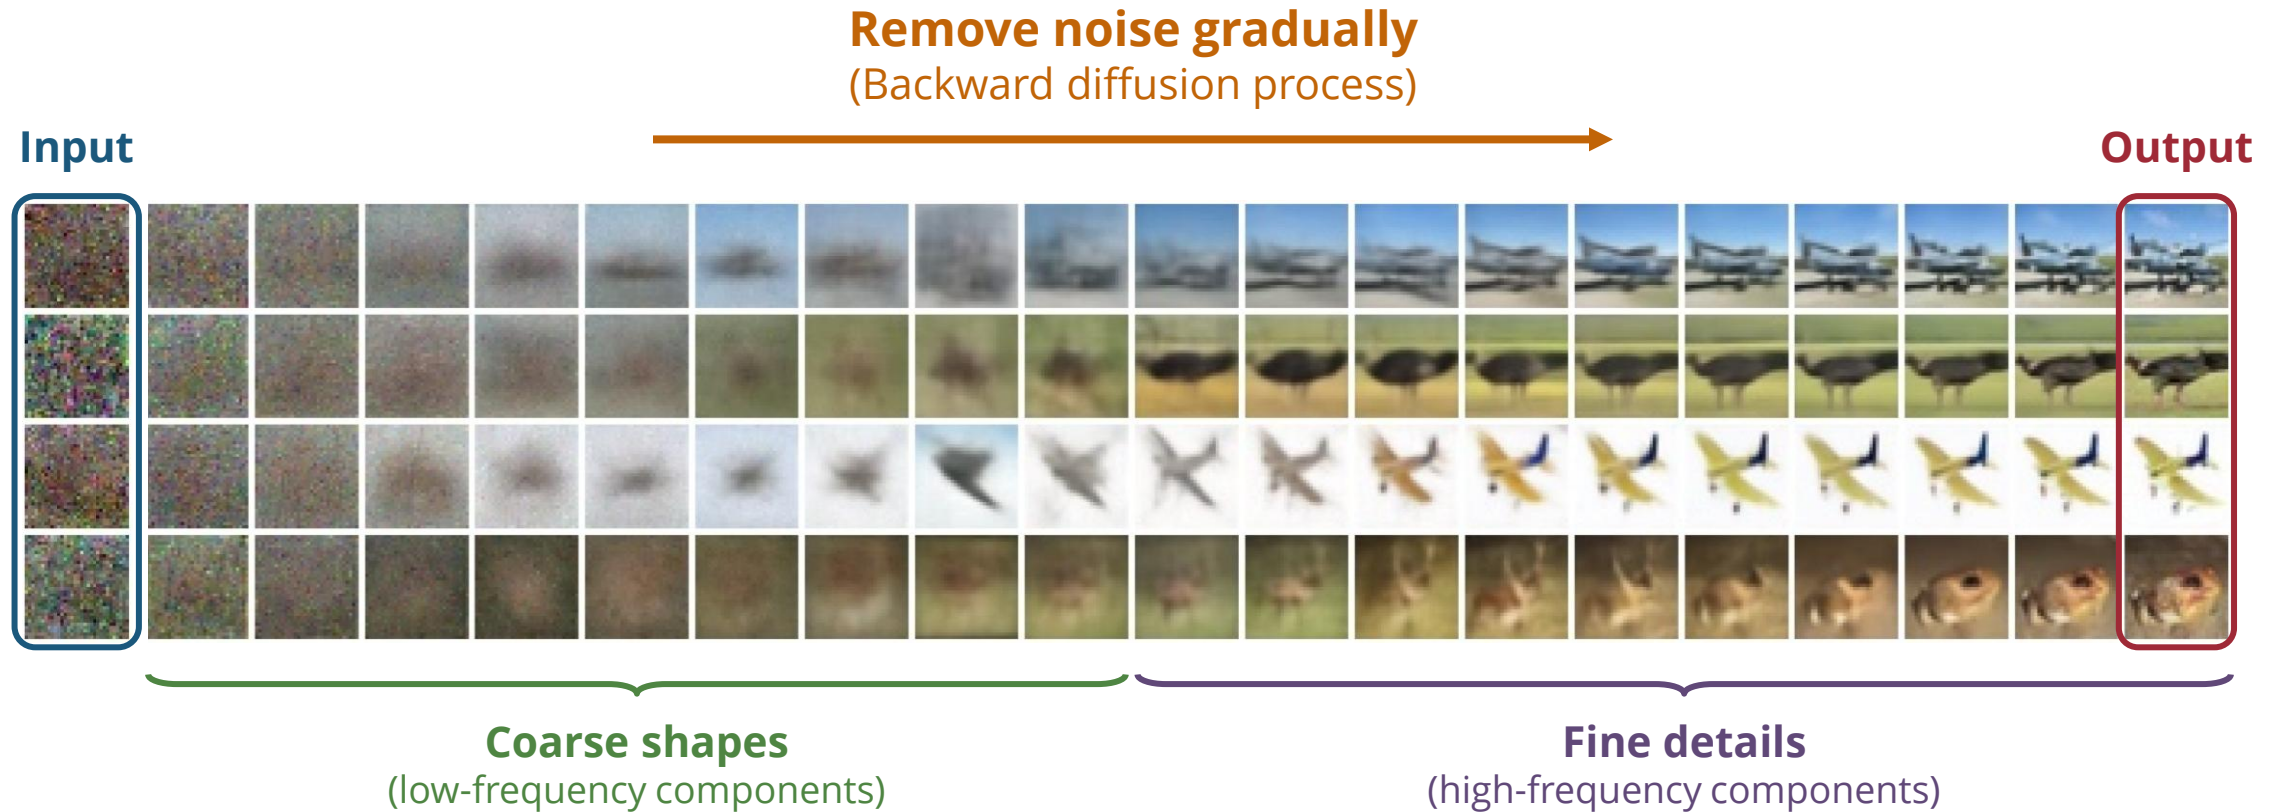 Remove noise gradually
(Backward diffusion process)
Input
Output
Coarse shapes
(low-frequency components)
Fine details
(high-frequency components)